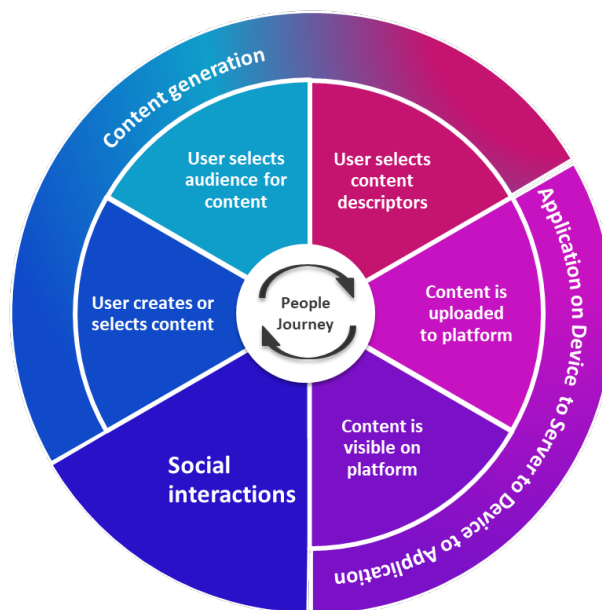 Content generation
User selects
audience for
content
User selects
content
descriptors
Application on Device to Server to Device to Application
User creates or
selects content
People
Journey
Content is
uploaded
to platform
Content is
visible on
platform
Social
interactions